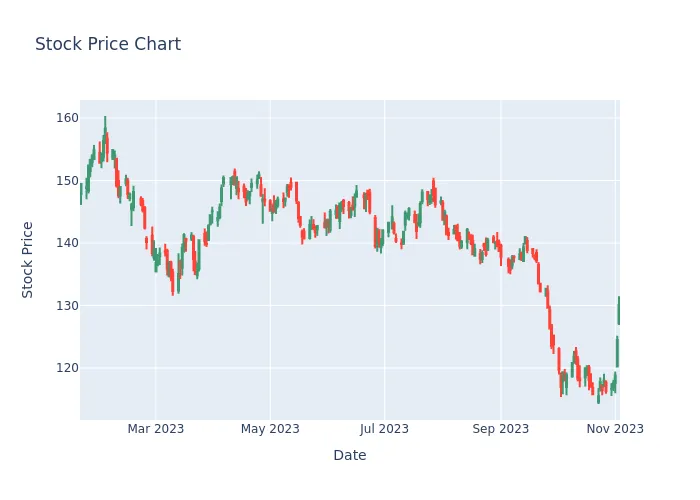 Stock Price Chart
160
150
140
130
120
Stock Price
Mar 2023
May 2023
Jul 2023
Sep 2023
Nov 2023
Date